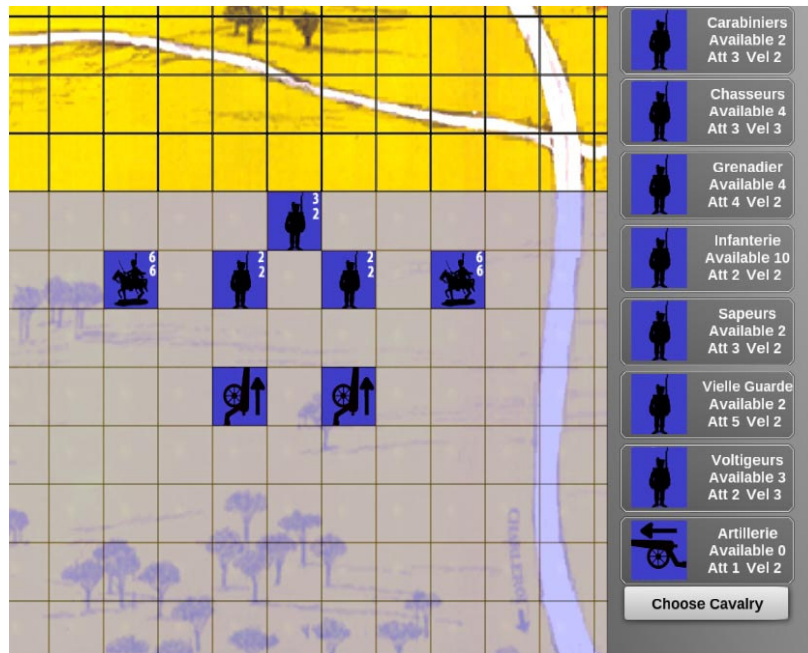 3
2
6
6
2
2
2
2
6
6
CHARLEROI
Carabiniers
Available 2
Att 3 Vel 2
Chasseurs
Available 4
Att 3 Vel 3
Grenadier
Available 4
Att 4 Vel 2
Infanterie
Available 10
Att 2 Vel 2
Sapeurs
Available 2
Att 3 Vel 2
Vielle Guarde
Available 2
Att 5 Vel 2
Voltigeurs
Available 3
Att 2 Vel 3
Artillerie
Available 0
Att 1 Vel 2
Choose Cavalry